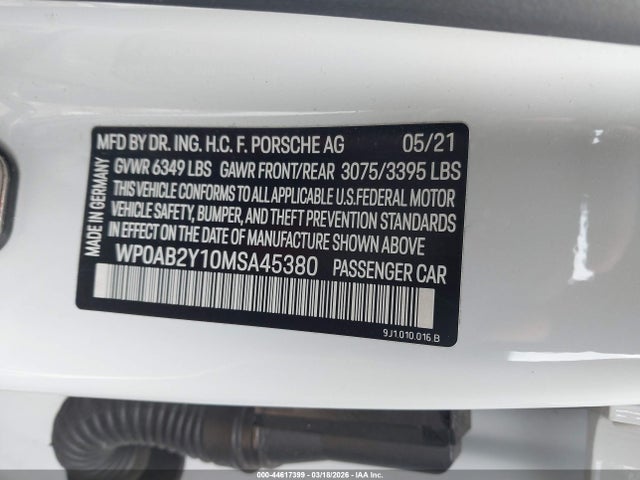 MFD BY DR. ING. H.C. F. PORSCHE AG 05/21
GVWR 6349 LBS GAWR FRONT/REAR 3075/3395 LBS
THIS VEHICLE CONFORMS TO ALL APPLICABLE U.S.FEDERAL MOTOR
VEHICLE SAFETY, BUMPER, AND THEFT PREVENTION STANDARDS
IN EFFECT ON THE DATE OF MANUFACTURE SHOWN ABOVE
WP0AB2Y10MSA45380 PASSENGER CAR
MADE IN GERMANY
9J1.010.016.B
000-44617399 - 03/18/2026 - IAA Inc.